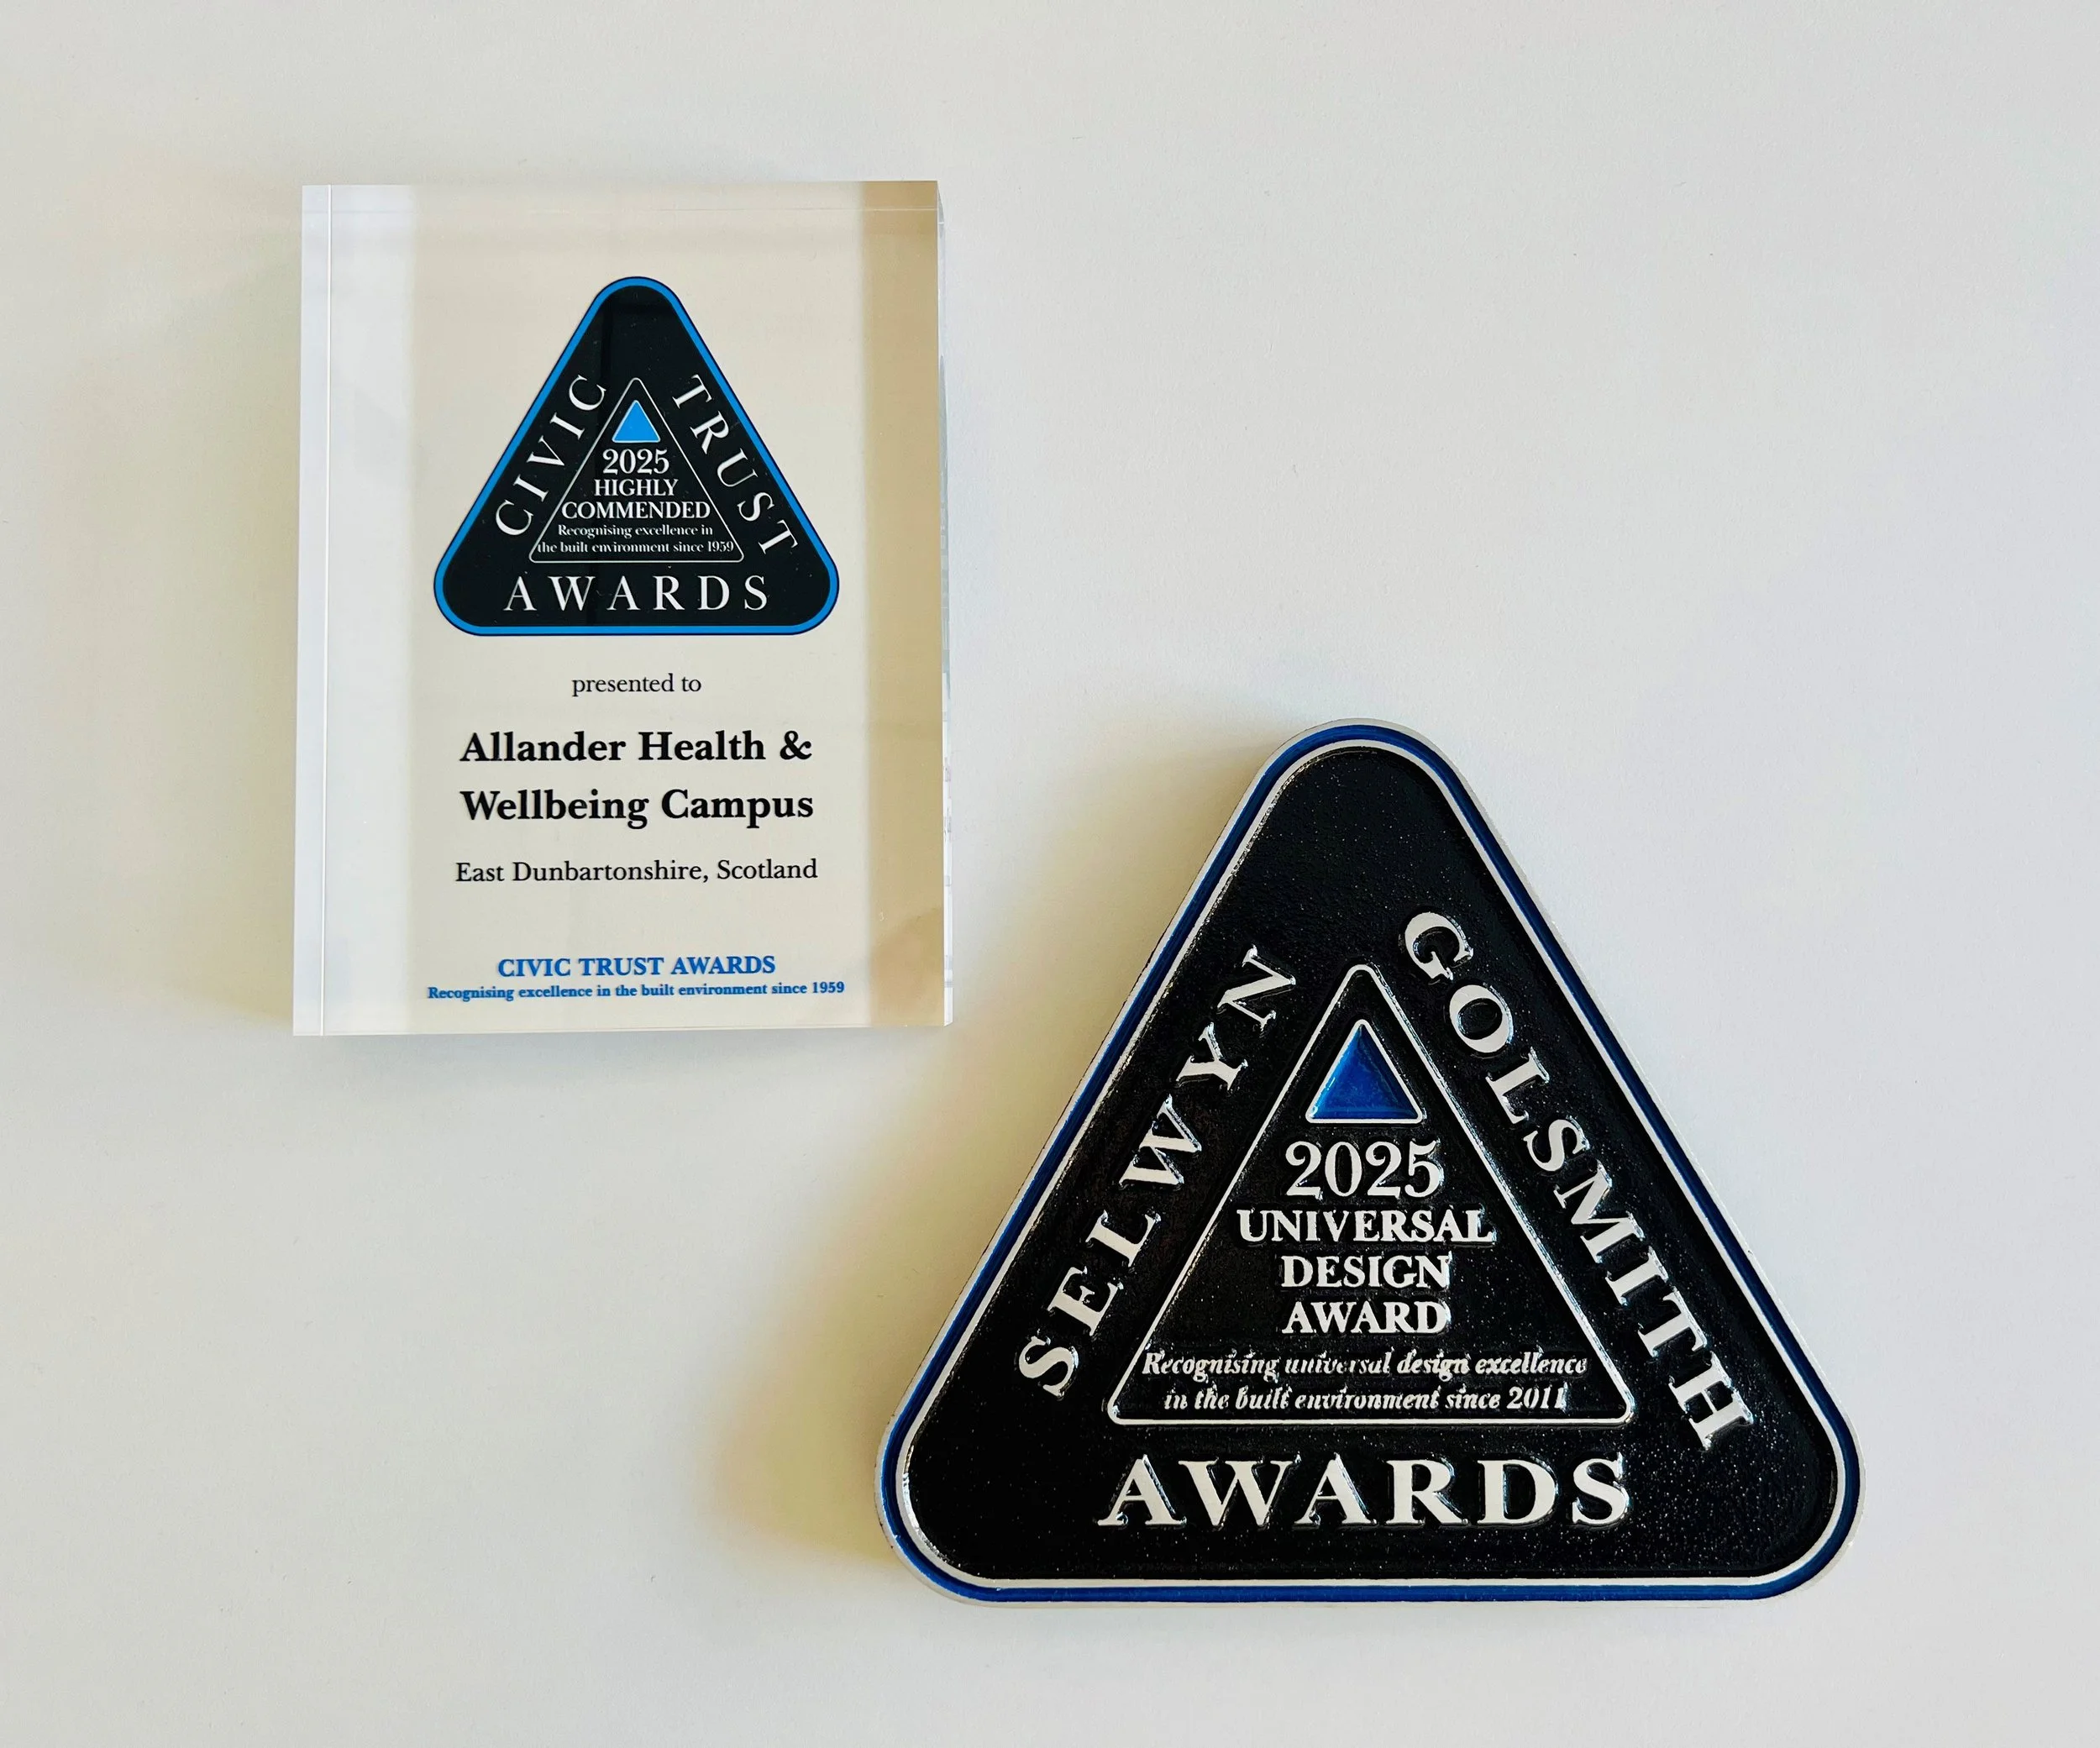 CIVIC TRUST
2025
HIGHLY
COMMENDED
Recognising excellence in
the built environment since 1959
AWARDS
presented to
Allander Health &
Wellbeing Campus
East Dunbartonshire, Scotland
CIVIC TRUST AWARDS
Recognising excellence in the built environment since 1959
SELWYN GOLSMITH
2025
UNIVERSAL
DESIGN
AWARD
Recognising universal design excellence
in the built environment since 2011
AWARDS